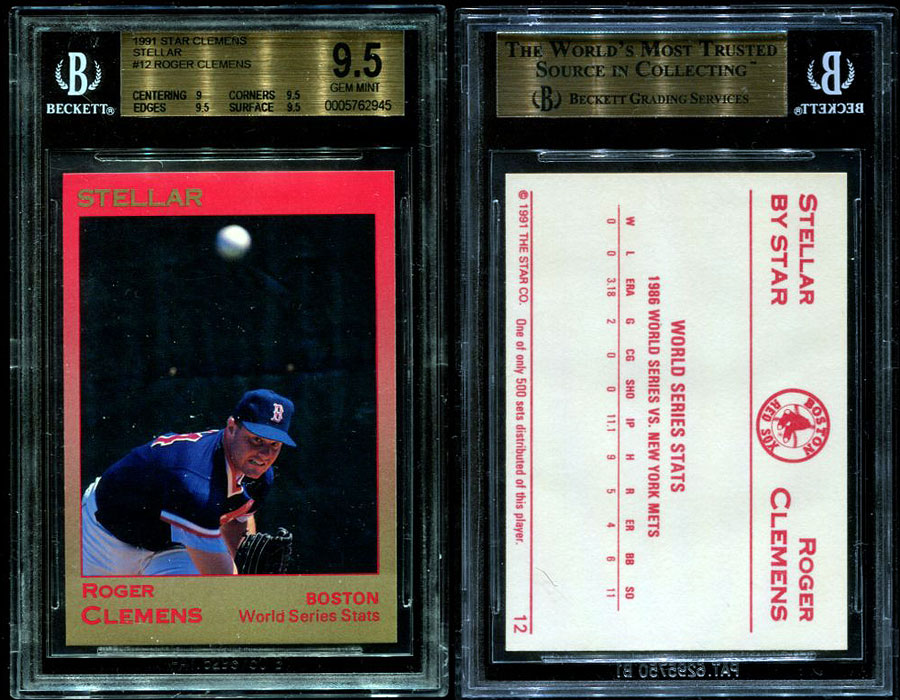 BECKETT®
1991 STAR CLEMENS
STELLAR
#12 ROGER CLEMENS
CENTERING 9 CORNERS 9.5
EDGES 9.5 SURFACE 9.5
9.5
GEM MINT
0005762945
STELLAR
B
ROGER
CLEMENS
BOSTON
World Series Stats
THE WORLD'S MOST TRUSTED
SOURCE IN COLLECTING™
B BECKETT GRADING SERVICES
BECKETT®
STELLAR
BY STAR
BOSTON
RED SOX
ROGER
CLEMENS
WORLD SERIES STATS
1986 WORLD SERIES VS. NEW YORK METS
W L ERA G CG SHO IP H R ER BB SO
0 0 3.18 2 0 0 11.1 9 5 4 6 11
© 1991 THE STAR CO. One of only 500 sets distributed of this player.
12